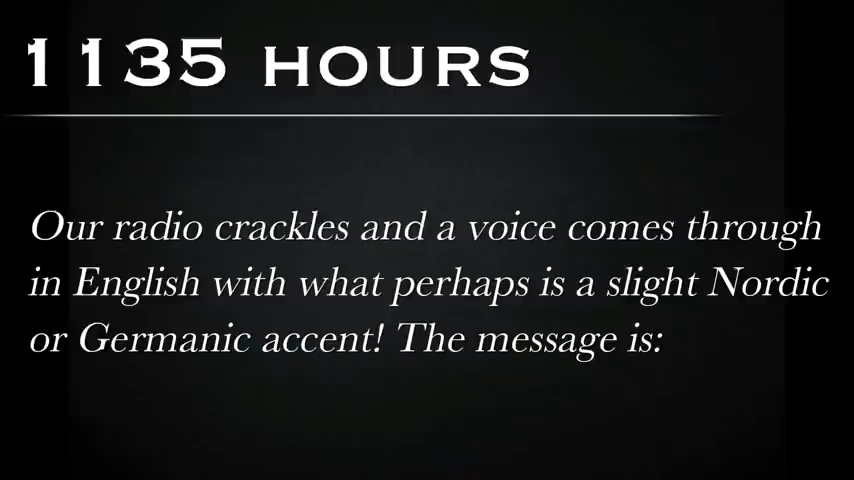 1135 HOURS
Our radio crackles and a voice comes through
in English with what perhaps is a slight Nordic
or Germanic accent! The message is: